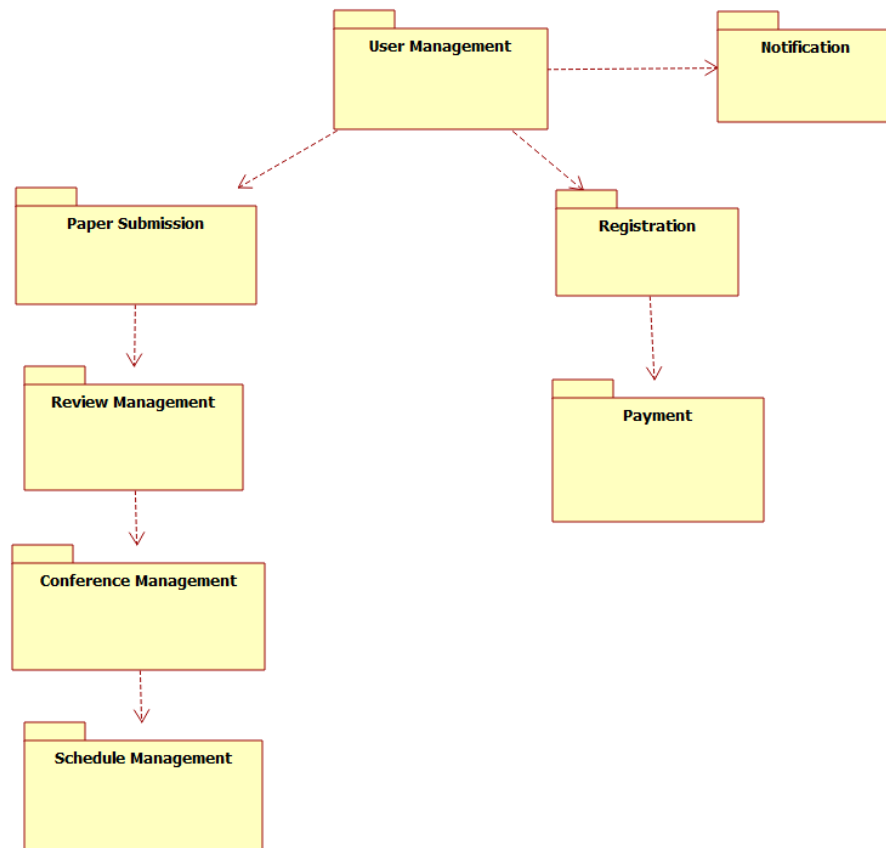 User Management
Notification
Paper Submission
Registration
Review Management
Payment
Conference Management
Schedule Management